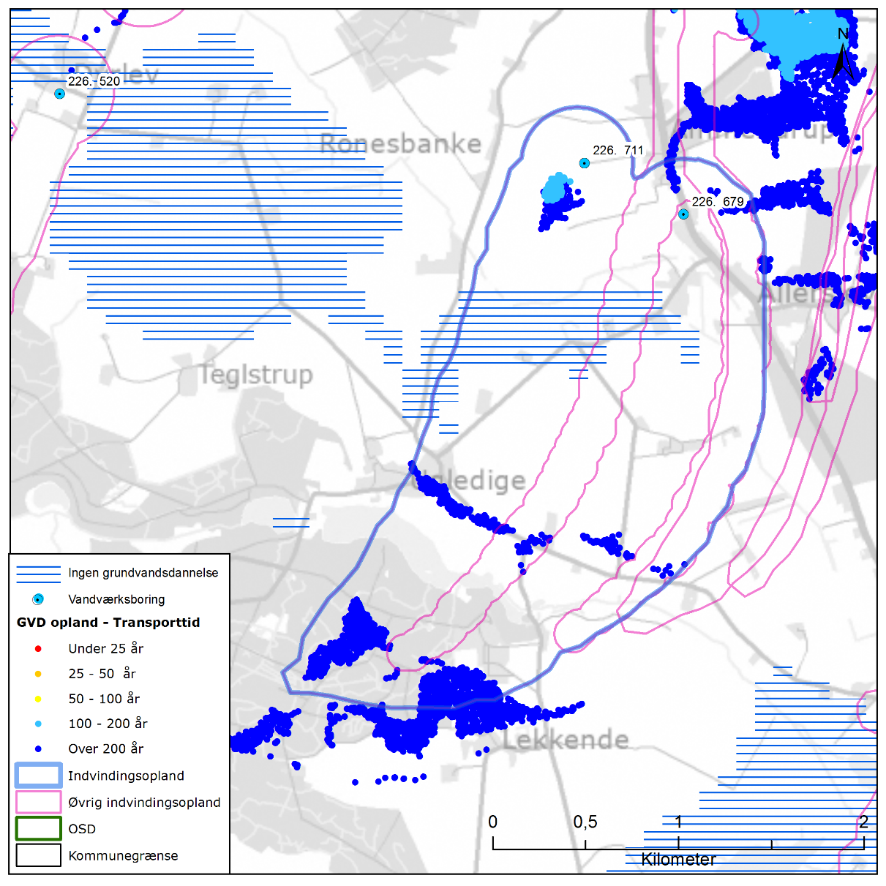 N
226. 520
Ronesbanke
226. 711
226. 679
Teglstrup
Lekkende
Ingen grundvandsdannelse
Vandværksboring
GVD opland - Transporttid
Under 25 år
25 - 50 år
50 - 100 år
100 - 200 år
Over 200 år
Indvindingsopland
Øvrig indvindingsopland
OSD
Kommunegrænse
0 0,5 1 2
Kilometer